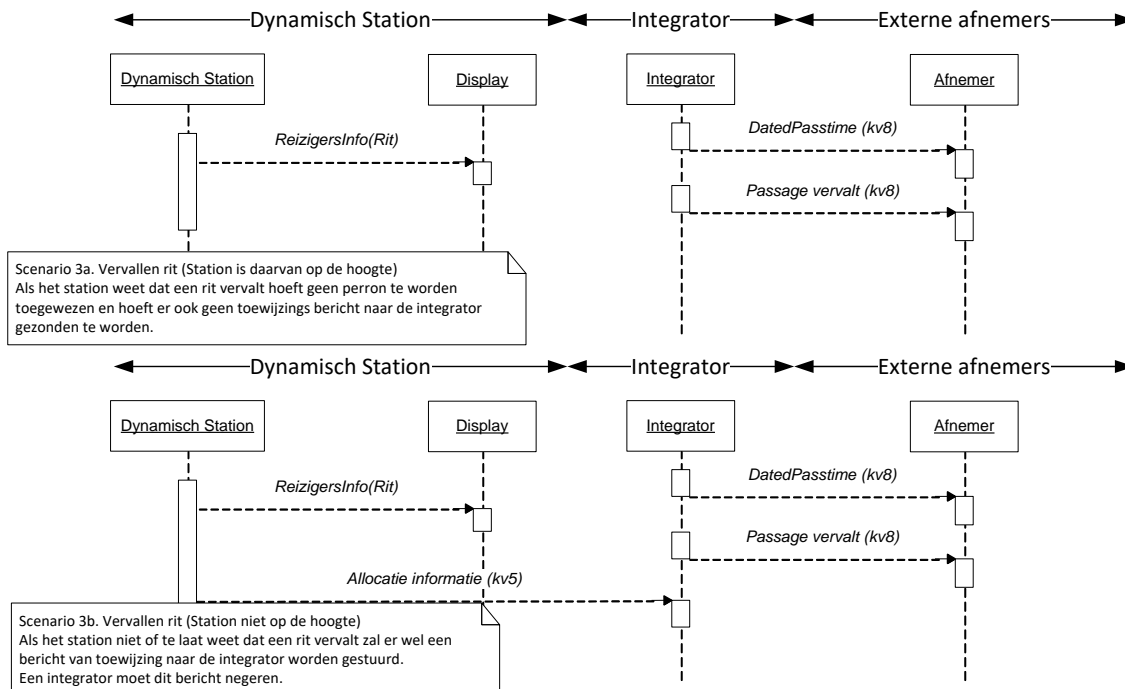 Dynamisch Station Integrator Externe afnemers
Dynamisch Station Display Integrator Afnemer
DatedPasstime (kv8)
ReizigersInfo(Rit)
Passage vervalt (kv8)
Scenario 3a. Vervallen rit (Station is daarvan op de hoogte)
Als het station weet dat een rit vervalt hoeft geen perron te worden
toegewezen en hoeft er ook geen toewijzings bericht naar de integrator
gezonden te worden.
Dynamisch Station Integrator Externe afnemers
Dynamisch Station Display Integrator Afnemer
DatedPasstime (kv8)
ReizigersInfo(Rit)
Passage vervalt (kv8)
Allocatie informatie (kv5)
Scenario 3b. Vervallen rit (Station niet op de hoogte)
Als het station niet of te laat weet dat een rit vervalt zal er wel een
bericht van toewijzing naar de integrator worden gestuurd.
Een integrator moet dit bericht negeren.